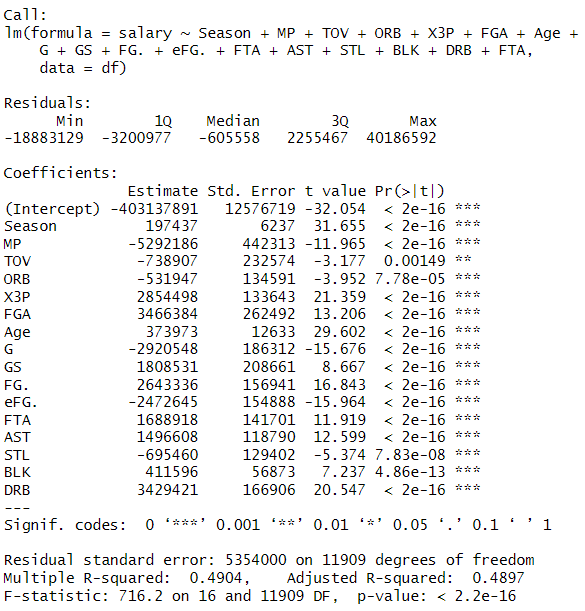 Call:
lm(formula = salary ~ Season + MP + TOV + ORB + X3P + FGA + Age +
    G + GS + FG. + eFG. + FTA + AST + STL + BLK + DRB + FTA,
    data = df)

Residuals:
      Min        1Q    Median        3Q       Max
-18883129  -3200977   -605558   2255467  40186592

Coefficients:
              Estimate Std. Error t value Pr(>|t|)
(Intercept) -403137891   12576719 -32.054  < 2e-16 ***
Season          197437       6237  31.655  < 2e-16 ***
MP            -5292186     442313 -11.965  < 2e-16 ***
TOV            -738907     232574  -3.177  0.00149 **
ORB            -531947     134591  -3.952 7.78e-05 ***
X3P            2854498     133643  21.359  < 2e-16 ***
FGA            3466384     262492  13.206  < 2e-16 ***
Age             373973      12633  29.602  < 2e-16 ***
G             -2920548     186312 -15.676  < 2e-16 ***
GS             1808531     208661   8.667  < 2e-16 ***
FG.            2643336     156941  16.843  < 2e-16 ***
eFG.          -2472645     154888 -15.964  < 2e-16 ***
FTA            1688918     141701  11.919  < 2e-16 ***
AST            1496608     118790  12.599  < 2e-16 ***
STL            -695460     129402  -5.374 7.83e-08 ***
BLK             411596      56873   7.237 4.86e-13 ***
DRB            3429421     166906  20.547  < 2e-16 ***
---
Signif. codes:  0 ‘***’ 0.001 ‘**’ 0.01 ‘*’ 0.05 ‘.’ 0.1 ‘ ’ 1

Residual standard error: 5354000 on 11909 degrees of freedom
Multiple R-squared:  0.4904,    Adjusted R-squared:  0.4897
F-statistic: 716.2 on 16 and 11909 DF,  p-value: < 2.2e-16